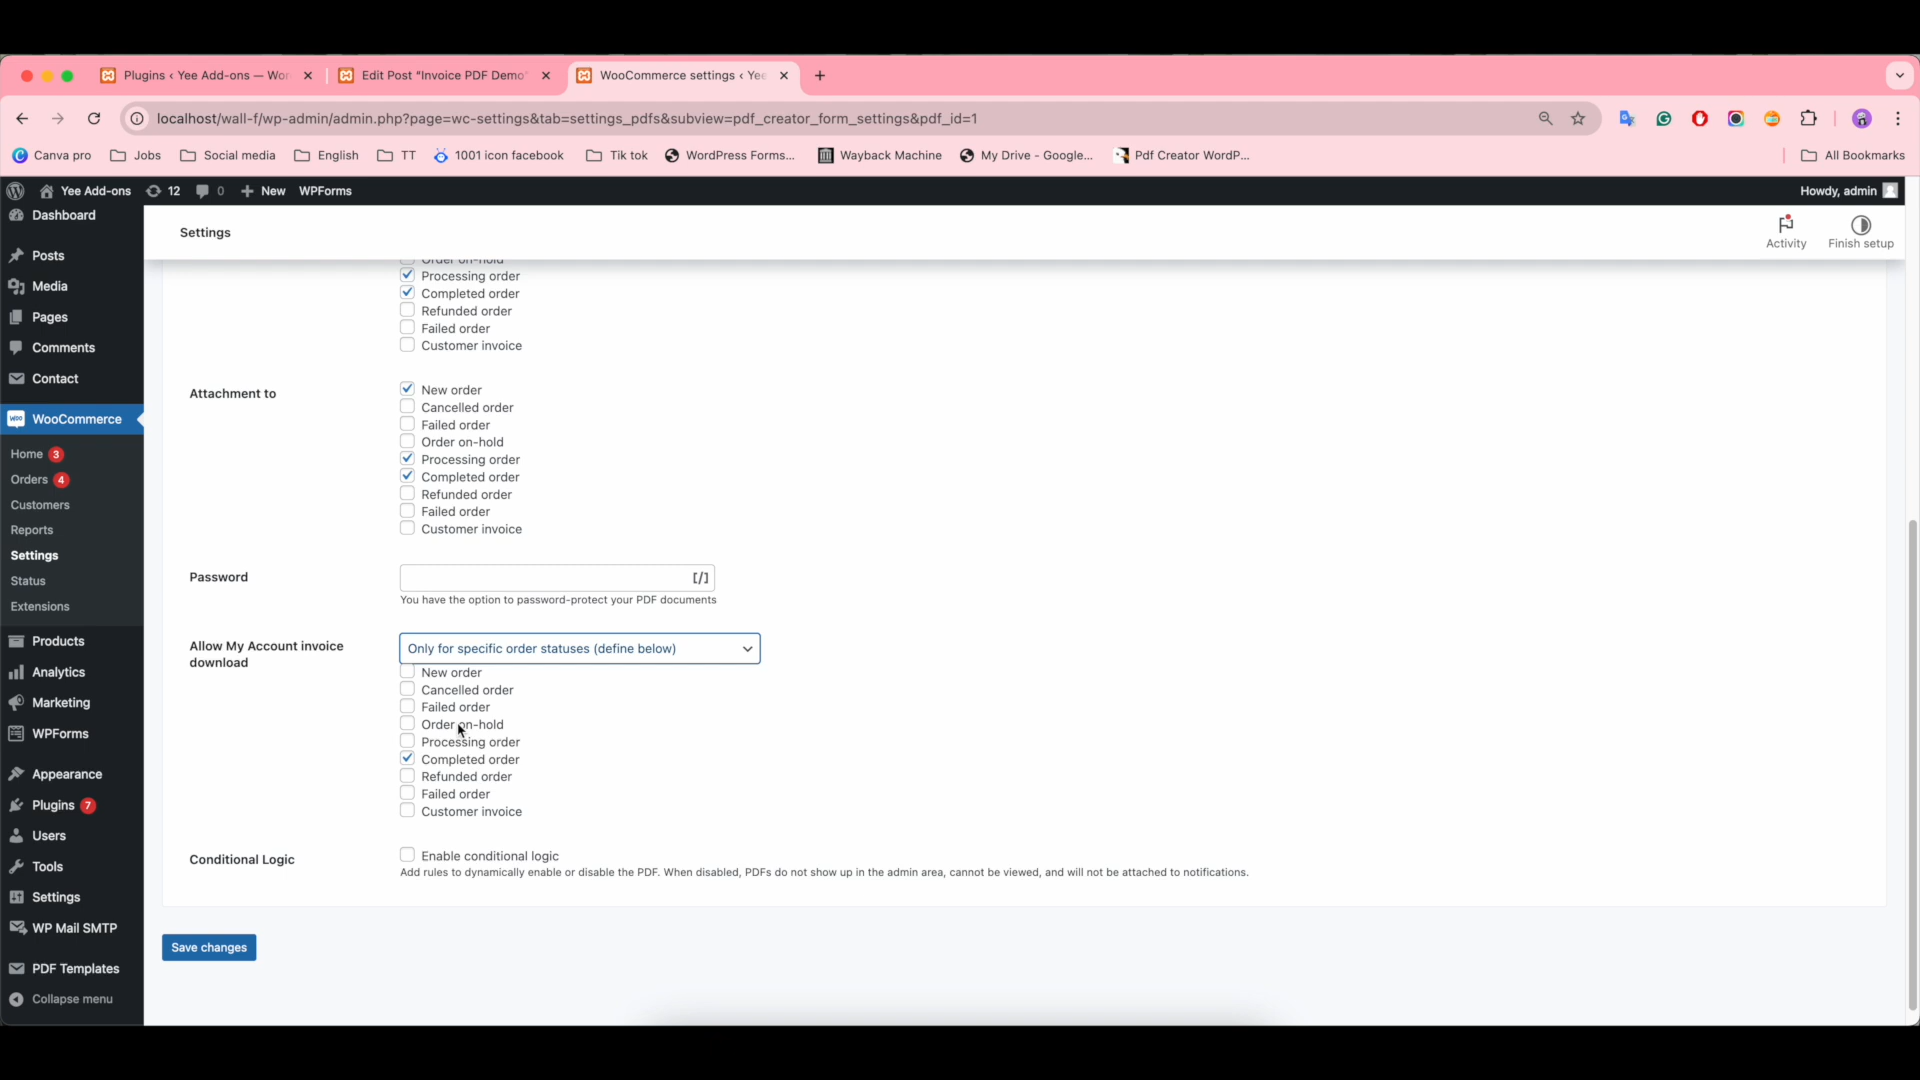 Plugins ‹ Yee Add-ons — Wor
Edit Post "Invoice PDF Demo"
WooCommerce settings ‹ Yee
localhost/wall-f/wp-admin/admin.php?page=wc-settings&tab=settings_pdfs&subview=pdf_creator_form_settings&pdf_id=1
Canva pro
Jobs
Social media
English
TT
1001 icon facebook
Tik tok
WordPress Forms...
Wayback Machine
My Drive - Google...
Pdf Creator WordP...
All Bookmarks
Yee Add-ons
12
0
New
WPForms
Howdy, admin
Dashboard
Posts
Media
Pages
Comments
Contact
WooCommerce
Home 3
Orders 4
Customers
Reports
Settings
Status
Extensions
Products
Analytics
Marketing
WPForms
Appearance
Plugins 7
Users
Tools
Settings
WP Mail SMTP
PDF Templates
Collapse menu
Settings
Activity
Finish setup
Order on-hold
Processing order
Completed order
Refunded order
Failed order
Customer invoice
Attachment to
New order
Cancelled order
Failed order
Order on-hold
Processing order
Completed order
Refunded order
Failed order
Customer invoice
Password
[/]
You have the option to password-protect your PDF documents
Allow My Account invoice
download
Only for specific order statuses (define below)
New order
Cancelled order
Failed order
Order on-hold
Processing order
Completed order
Refunded order
Failed order
Customer invoice
Conditional Logic
Enable conditional logic
Add rules to dynamically enable or disable the PDF. When disabled, PDFs do not show up in the admin area, cannot be viewed, and will not be attached to notifications.
Save changes